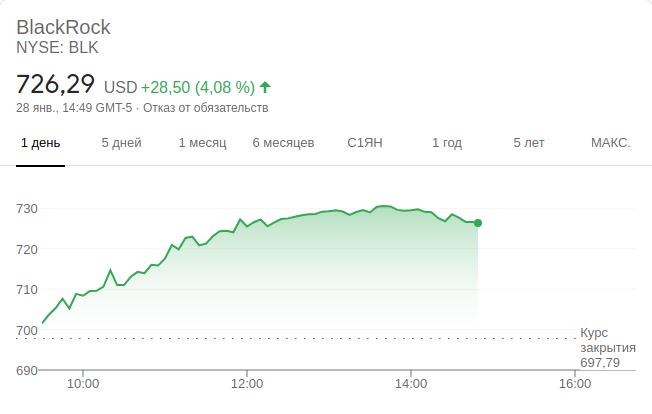 BlackRock
NYSE: BLK
726,29 USD +28,50 (4,08 %)
28 янв., 14:49 GMT-5 · Отказ от обязательств
1 день 5 дней 1 месяц 6 месяцев С1ЯН 1 год 5 лет МАКС.
730
720
710
700
690
Курс
закрытия
697,79
10:00 12:00 14:00 16:00